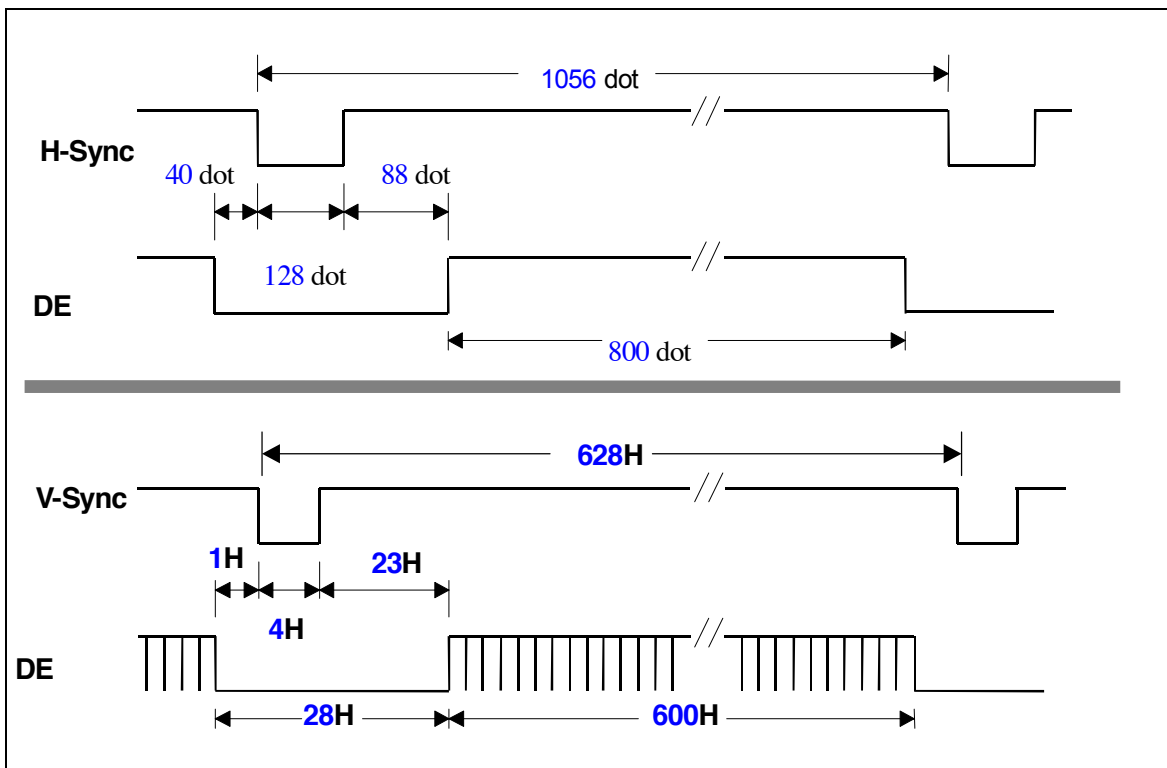 1056 dot
H-Sync
40 dot
88 dot
128 dot
DE
800 dot
628H
V-Sync
1H
23H
4H
DE
28H
600H